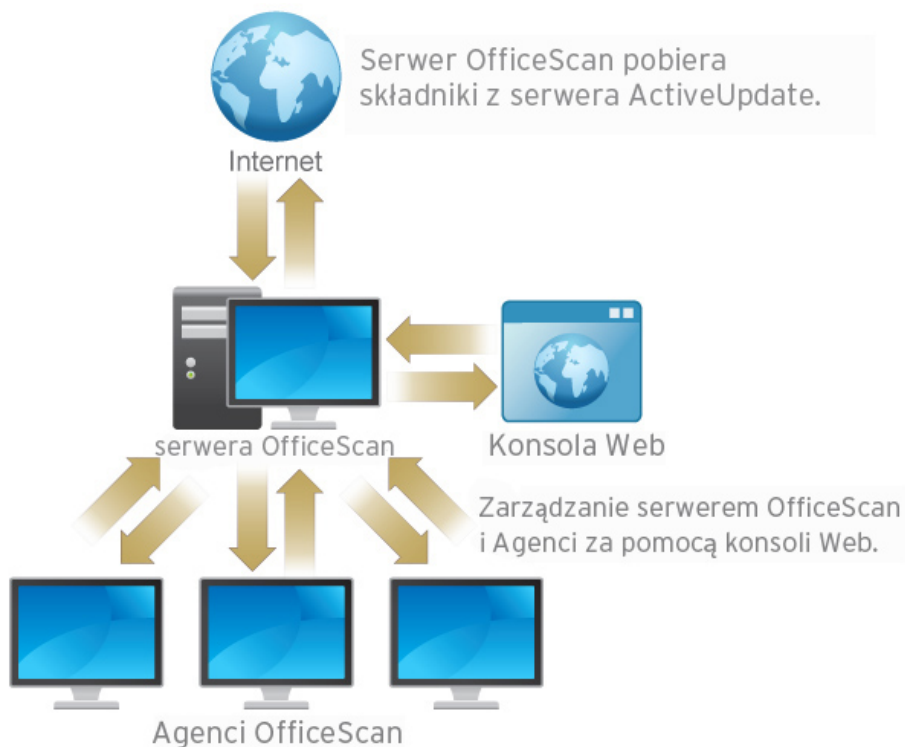 Serwer OfficeScan pobiera
składniki z serwera ActiveUpdate.
Internet
serwera OfficeScan
Konsola Web
Zarządzanie serwerem OfficeScan
i Agenci za pomocą konsoli Web.
Agenci OfficeScan